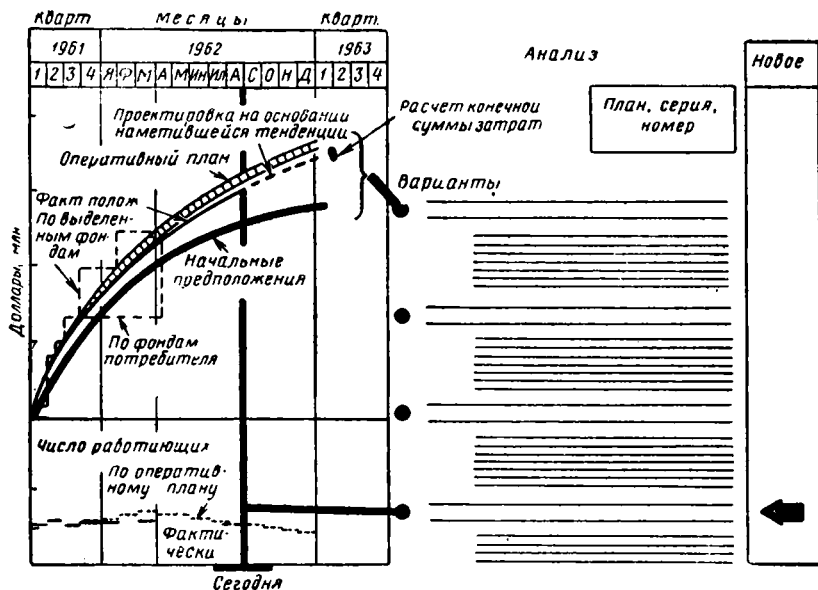 Кварт
Месяцы
Кварт.
1961
1962
1963
1 2 3 4 Я Ф М А М Ин Ил А С О Н Д 1 2 3 4
Анализ
Новое
План, серия,
номер
Проектировка на основании
наметившейся тенденции
Расчет конечной
суммы затрат
Оперативный план
Варианты
Факт полож
По выделен-
ным фон-
дам
Начальные
предположения
Доллары, млн
По фондам
потребителя
Число работающих
По оператив-
ному плану
Факти-
чески
Сегодня